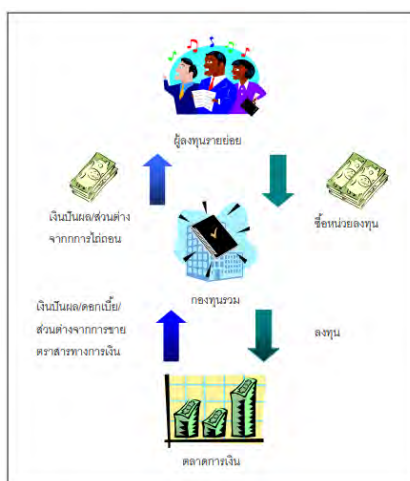 ผู้ลงทุนรายย่อย
เงินปันผล/ส่วนต่าง
จากกการไถ่ถอน
ซื้อหน่วยลงทุน
กองทุนรวม
เงินปันผล/ดอกเบี้ย/
ส่วนต่างจากการขาย
ตราสารทางการเงิน
ลงทุน
ตลาดการเงิน